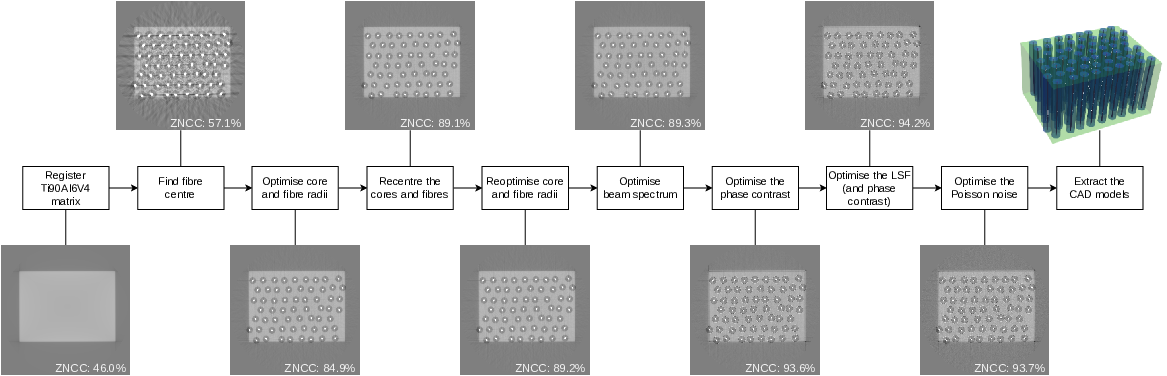 ZNCC: 57.1%
ZNCC: 89.1%
ZNCC: 89.3%
ZNCC: 94.2%
Register
Ti90Al6V4
matrix
Find fibre
centre
Optimise core
and fibre radii
Recentre the
cores and fibres
Reoptimise core
and fibre radii
Optimise
beam spectrum
Optimise the
phase contrast
Optimise the LSF
(and phase
contrast)
Optimise the
Poisson noise
Extract the
CAD models
ZNCC: 46.0%
ZNCC: 84.9%
ZNCC: 89.2%
ZNCC: 93.6%
ZNCC: 93.7%